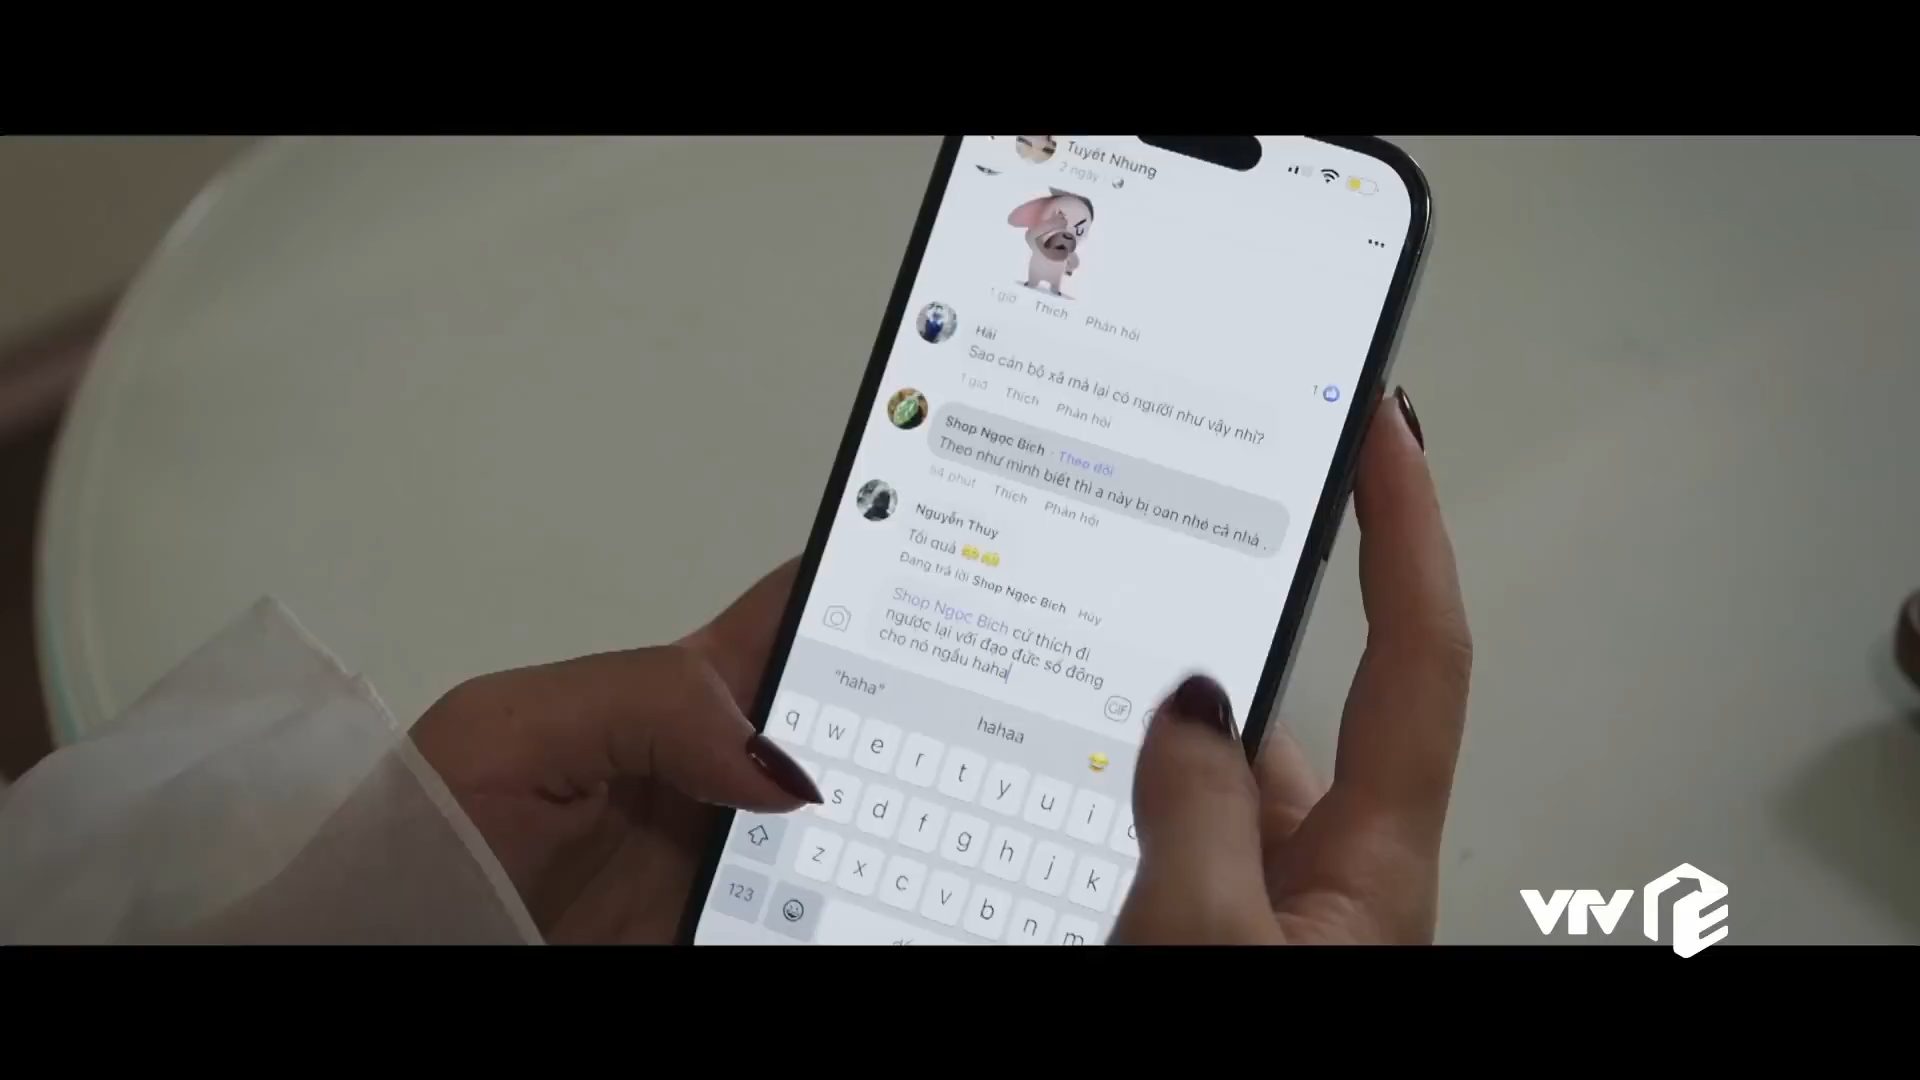 Tuyết Nhung
2 ngày
1 giờ Thích Phản hồi
Hải
Sao cán bộ xã mà lại có người như vậy nhỉ?
1 giờ Thích Phản hồi
1
Shop Ngọc Bích · Theo dõi
Theo như mình biết thì a này bị oan nhé cả nhà .
54 phút Thích Phản hồi
Nguyễn Thuy
Tồi quá
Đang trả lời Shop Ngọc Bích · Hủy
Shop Ngọc Bích cứ thích đi
ngược lại với đạo đức số đông
cho nó ngầu haha
GIF
"haha" hahaa
q w e r t y u i
s d f g h j k
z x c v b n m
123
VTV